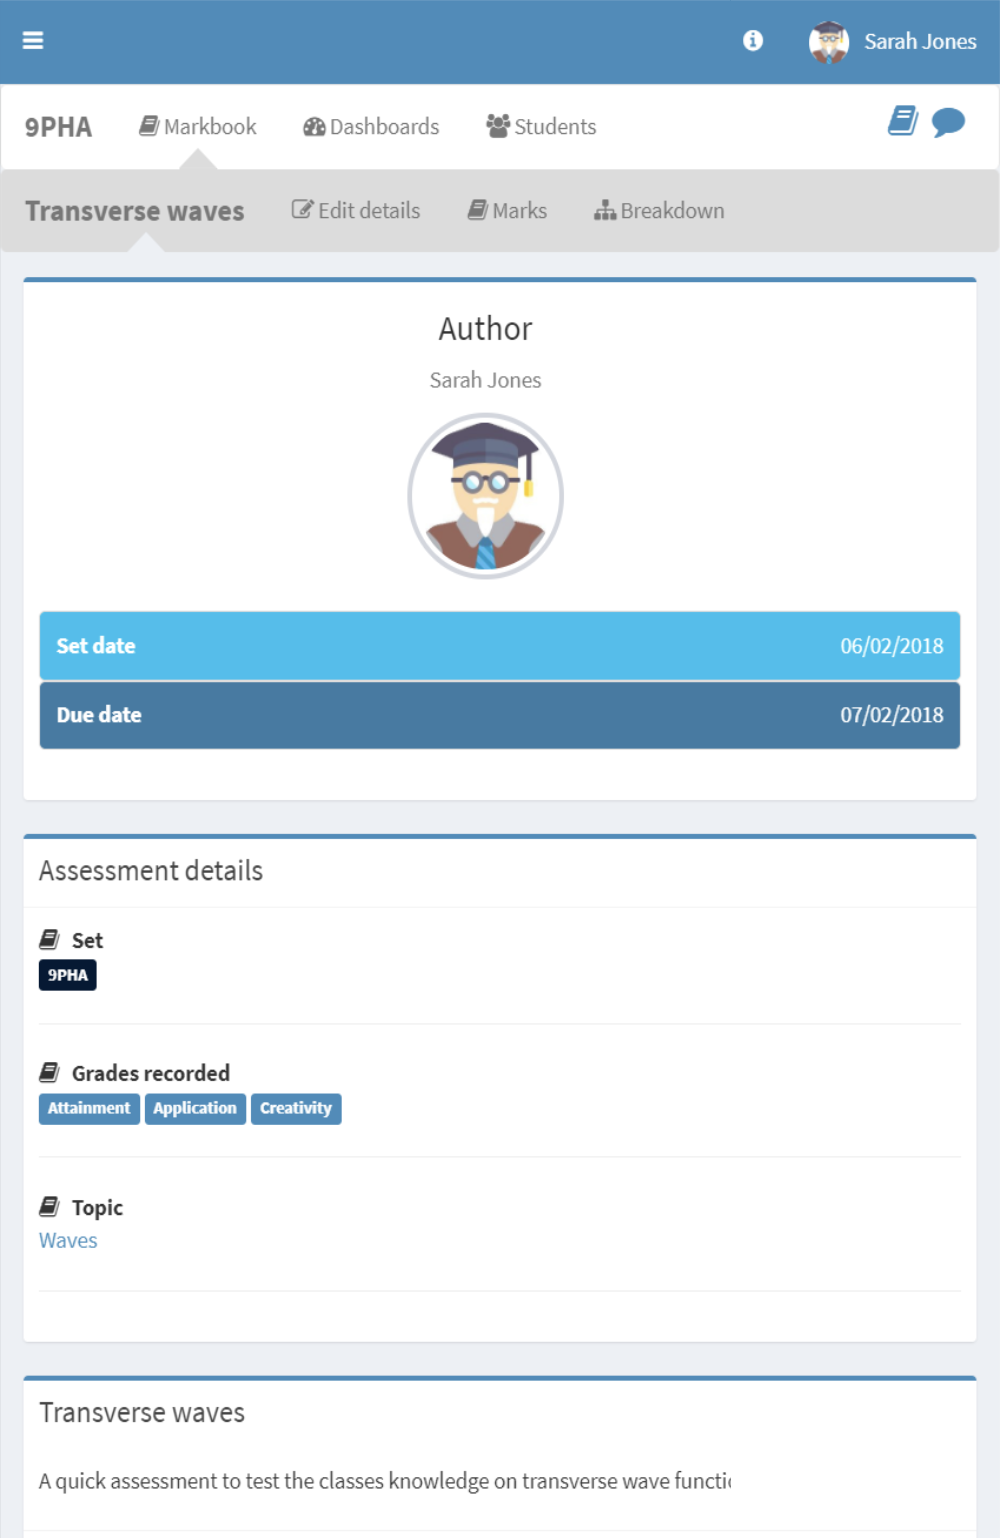 Sarah Jones
9PHA Markbook Dashboards Students
Transverse waves Edit details Marks Breakdown
Author
Sarah Jones
Set date 06/02/2018
Due date 07/02/2018
Assessment details
Set
9PHA
Grades recorded
Attainment Application Creativity
Topic
Waves
Transverse waves
A quick assessment to test the classes knowledge on transverse wave